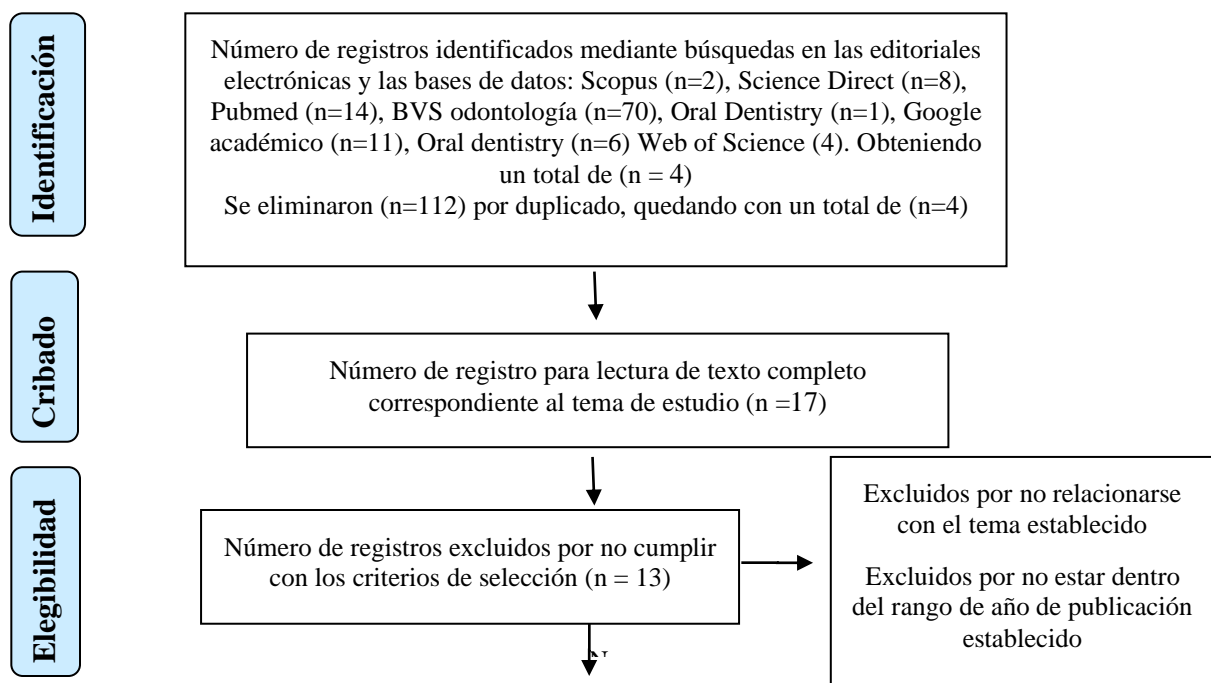 Identificación
Número de registros identificados mediante búsquedas en las editoriales
electrónicas y las bases de datos: Scopus (n=2), Science Direct (n=8),
Pubmed (n=14), BVS odontología (n=70), Oral Dentistry (n=1), Google
académico (n=11), Oral dentistry (n=6) Web of Science (4). Obteniendo
un total de (n = 4)
Se eliminaron (n=112) por duplicado, quedando con un total de (n=4)
Cribado
Número de registro para lectura de texto completo
correspondiente al tema de estudio (n =17)
Elegibilidad
Número de registros excluidos por no cumplir
con los criterios de selección (n = 13)
Excluidos por no relacionarse
con el tema establecido
Excluidos por no estar dentro
del rango de año de publicación
establecido